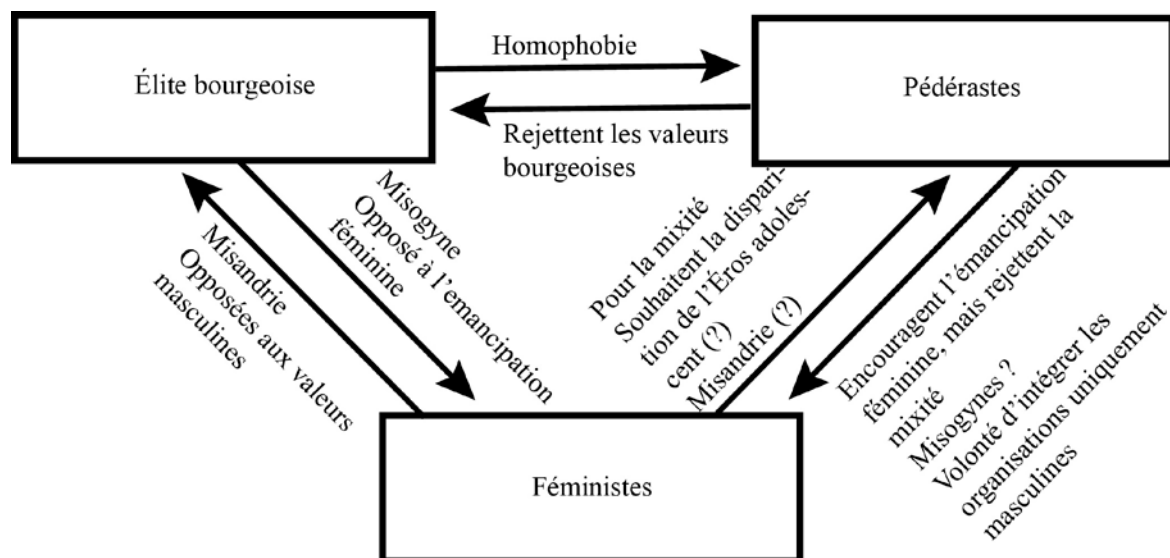 Homophobie
Élite bourgeoise
Pédérastes
Rejettent les valeurs
bourgeoises
Misogyne
Opposé à l’emancipation
féminine
Misandrie
Opposées aux valeurs
masculines
Pour la mixité
Souhaitent la dispari-
tion de l’Éros adoles-
cent (?)
Misandrie (?)
Encouragent l’émancipation
féminine, mais rejettent la
mixité
Misogynes ?
Volonté d’intégrer les
organisations uniquement
masculines
Féministes